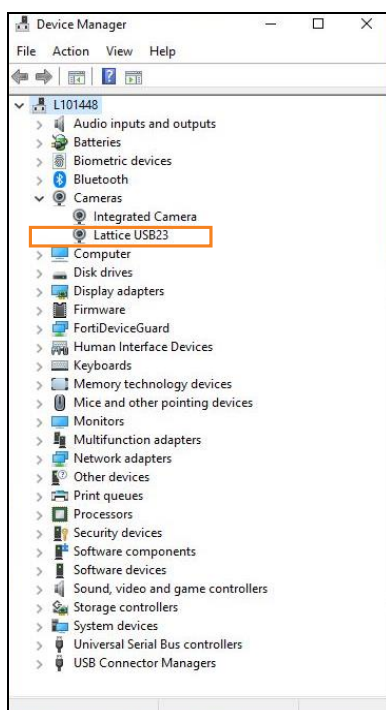 Device Manager
File Action View Help
L101448
Audio inputs and outputs
Batteries
Biometric devices
Bluetooth
Cameras
Integrated Camera
Lattice USB23
Computer
Disk drives
Display adapters
Firmware
FortiDeviceGuard
Human Interface Devices
Keyboards
Memory technology devices
Mice and other pointing devices
Monitors
Multifunction adapters
Network adapters
Other devices
Print queues
Processors
Security devices
Software components
Software devices
Sound, video and game controllers
Storage controllers
System devices
Universal Serial Bus controllers
USB Connector Managers